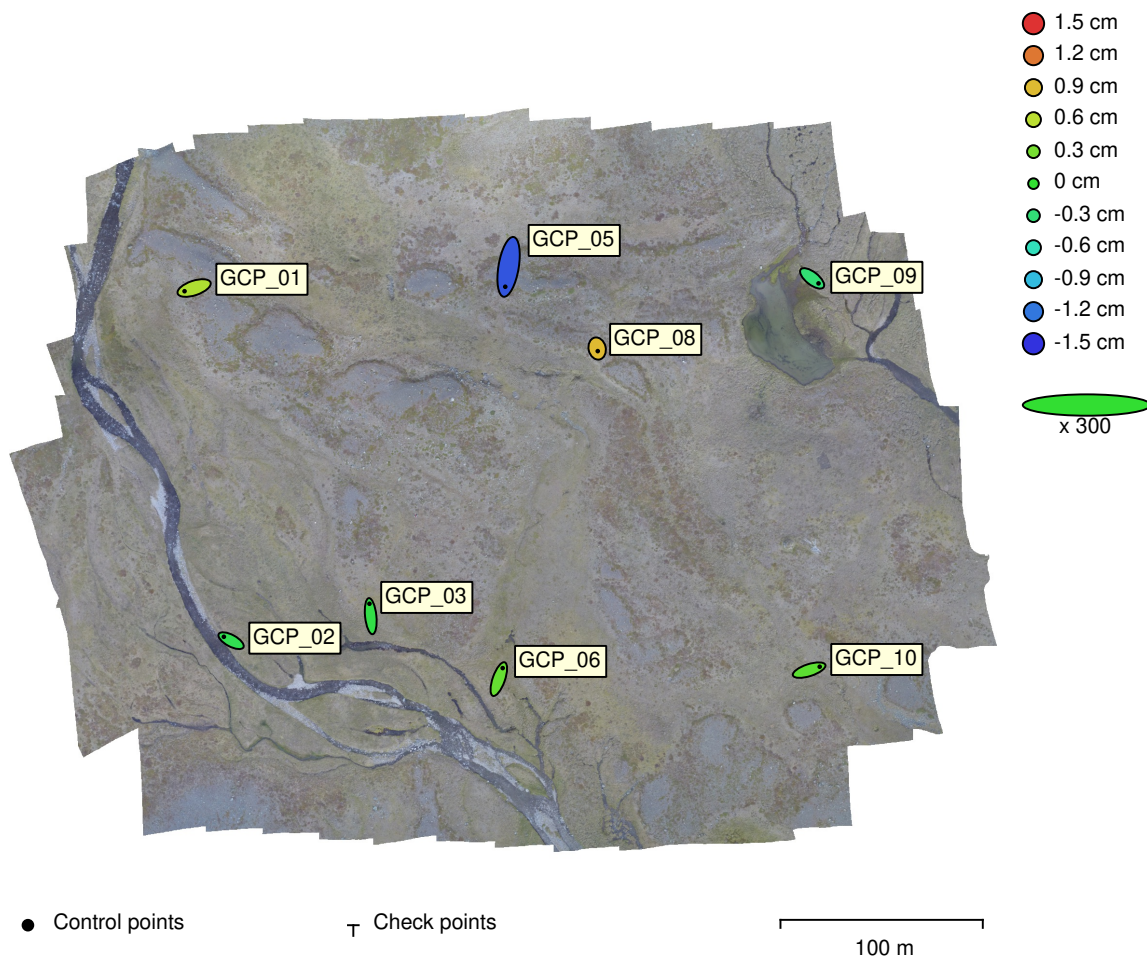 1.5 cm
1.2 cm
0.9 cm
0.6 cm
0.3 cm
0 cm
-0.3 cm
-0.6 cm
-0.9 cm
-1.2 cm
-1.5 cm
x 300
GCP_05
GCP_01
GCP_09
GCP_08
GCP_03
GCP_02
GCP_06
GCP_10
Control points
Check points
100 m